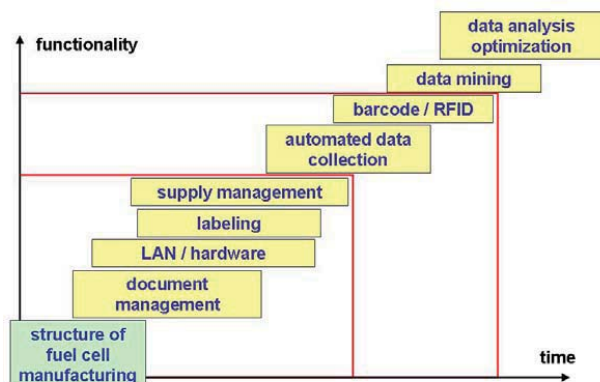 data analysis
optimization
functionality
data mining
barcode / RFID
automated data
collection
supply management
labeling
LAN / hardware
document
management
structure of
fuel cell
manufacturing
time